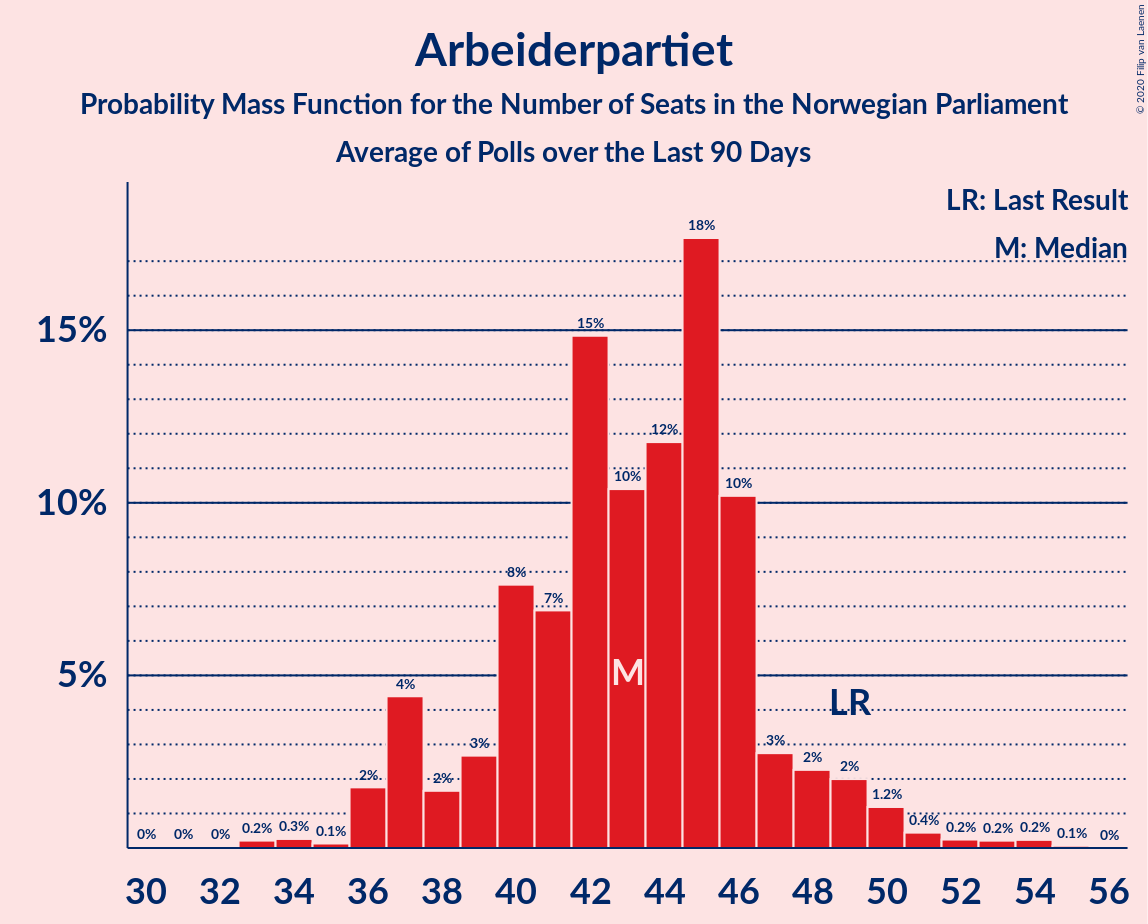 Arbeiderpartiet
Probability Mass Function for the Number of Seats in the Norwegian Parliament
Average of Polls over the Last 90 Days
© 2020 Filip van Laenen
LR: Last Result
M: Median
15%
10%
5%
0% 0% 0% 0.2% 0.3% 0.1% 2% 4% 2% 3% 8% 7% 15% 10% 12% 18% 10% 3% 2% 2% 1.2% 0.4% 0.2% 0.2% 0.2% 0.1% 0%
M
LR
30 32 34 36 38 40 42 44 46 48 50 52 54 56